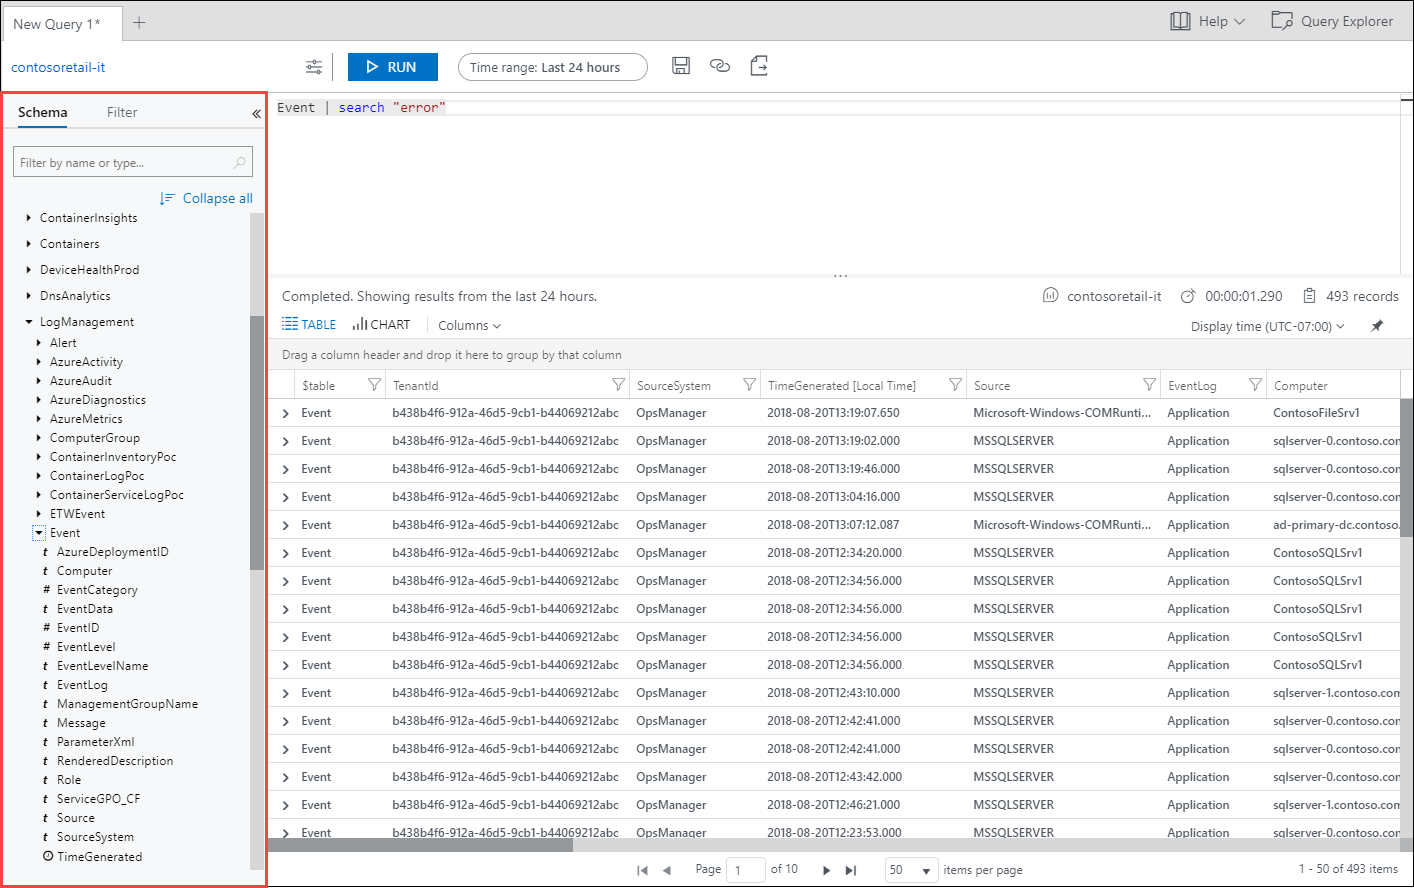 New Query 1* +
Help
Query Explorer
contosoretail-it
RUN
Time range: Last 24 hours
Schema
Filter
«
Filter by name or type...
Collapse all
ContainerInsights
Containers
DeviceHealthProd
DnsAnalytics
LogManagement
Alert
AzureActivity
AzureAudit
AzureDiagnostics
AzureMetrics
ComputerGroup
ContainerInventoryPoc
ContainerLogPoc
ContainerServiceLogPoc
ETWEvent
Event
t AzureDeploymentID
t Computer
# EventCategory
t EventData
# EventID
# EventLevel
t EventLevelName
t EventLog
t ManagementGroupName
t Message
t ParameterXml
t RenderedDescription
t Role
t ServiceGPO_CF
t Source
t SourceSystem
TimeGenerated
Event | search "error"
...
Completed. Showing results from the last 24 hours.
contosoretail-it
00:00:01.290
493 records
TABLE
CHART
Columns
Display time (UTC-07:00)
Drag a column header and drop it here to group by that column
$table TenantId SourceSystem TimeGenerated [Local Time] Source EventLog Computer
Event b438b4f6-912a-46d5-9cb1-b44069212abc OpsManager 2018-08-20T13:19:07.650 Microsoft-Windows-COMRunti... Application ContosoFileSrv1
Event b438b4f6-912a-46d5-9cb1-b44069212abc OpsManager 2018-08-20T13:19:02.000 MSSQLSERVER Application sqlserver-0.contoso.com
Event b438b4f6-912a-46d5-9cb1-b44069212abc OpsManager 2018-08-20T13:19:46.000 MSSQLSERVER Application sqlserver-0.contoso.com
Event b438b4f6-912a-46d5-9cb1-b44069212abc OpsManager 2018-08-20T13:04:16.000 MSSQLSERVER Application sqlserver-0.contoso.com
Event b438b4f6-912a-46d5-9cb1-b44069212abc OpsManager 2018-08-20T13:07:12.087 Microsoft-Windows-COMRunti... Application ad-primary-dc.contoso.
Event b438b4f6-912a-46d5-9cb1-b44069212abc OpsManager 2018-08-20T12:34:20.000 MSSQLSERVER Application ContosoSQLSrv1
Event b438b4f6-912a-46d5-9cb1-b44069212abc OpsManager 2018-08-20T12:34:56.000 MSSQLSERVER Application ContosoSQLSrv1
Event b438b4f6-912a-46d5-9cb1-b44069212abc OpsManager 2018-08-20T12:34:56.000 MSSQLSERVER Application ContosoSQLSrv1
Event b438b4f6-912a-46d5-9cb1-b44069212abc OpsManager 2018-08-20T12:34:56.000 MSSQLSERVER Application ContosoSQLSrv1
Event b438b4f6-912a-46d5-9cb1-b44069212abc OpsManager 2018-08-20T12:34:56.000 MSSQLSERVER Application ContosoSQLSrv1
Event b438b4f6-912a-46d5-9cb1-b44069212abc OpsManager 2018-08-20T12:43:10.000 MSSQLSERVER Application sqlserver-1.contoso.com
Event b438b4f6-912a-46d5-9cb1-b44069212abc OpsManager 2018-08-20T12:42:41.000 MSSQLSERVER Application sqlserver-0.contoso.com
Event b438b4f6-912a-46d5-9cb1-b44069212abc OpsManager 2018-08-20T12:42:41.000 MSSQLSERVER Application sqlserver-0.contoso.com
Event b438b4f6-912a-46d5-9cb1-b44069212abc OpsManager 2018-08-20T12:43:42.000 MSSQLSERVER Application sqlserver-0.contoso.com
Event b438b4f6-912a-46d5-9cb1-b44069212abc OpsManager 2018-08-20T12:46:21.000 MSSQLSERVER Application sqlserver-1.contoso.com
Event b438b4f6-912a-46d5-9cb1-b44069212abc OpsManager 2018-08-20T12:23:53.000 MSSQLSERVER Application sqlserver-0.contoso.com
Page 1 of 10
50 items per page
1 - 50 of 493 items